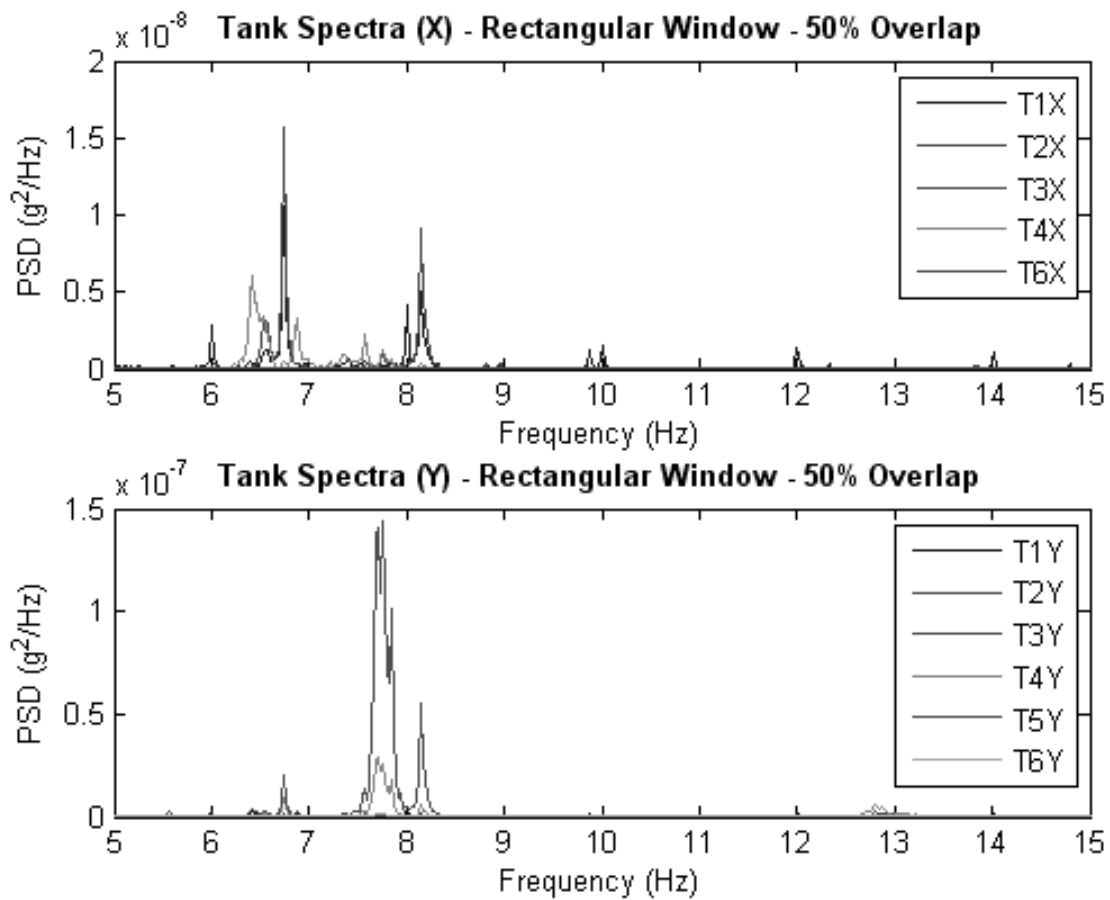 x 10^-8 Tank Spectra (X) - Rectangular Window - 50% Overlap
2
1.5
1
0.5
0
PSD (g^2/Hz)
T1X
T2X
T3X
T4X
T6X
5 6 7 8 9 10 11 12 13 14 15
Frequency (Hz)
x 10^-7 Tank Spectra (Y) - Rectangular Window - 50% Overlap
1.5
1
0.5
0
PSD (g^2/Hz)
T1Y
T2Y
T3Y
T4Y
T5Y
T6Y
5 6 7 8 9 10 11 12 13 14 15
Frequency (Hz)